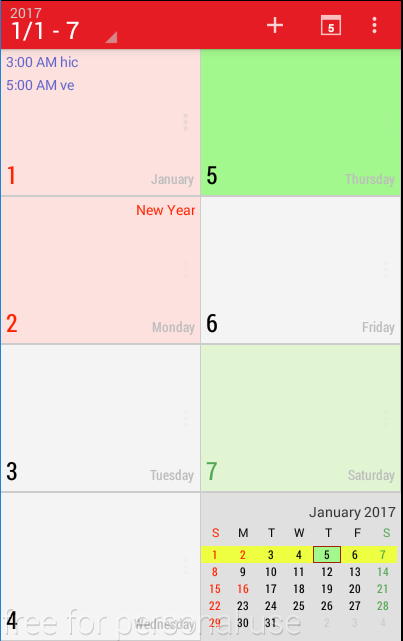 2017
1/1 - 7
5
3:00 AM hic
5:00 AM ve
1
January
5
Thursday
New Year
2
Monday
6
Friday
3
Tuesday
7
Saturday
4
Wednesday
January 2017
S M T W T F S
1 2 3 4 5 6 7
8 9 10 11 12 13 14
15 16 17 18 19 20 21
22 23 24 25 26 27 28
29 30 31 1 2 3 4
free for personal use